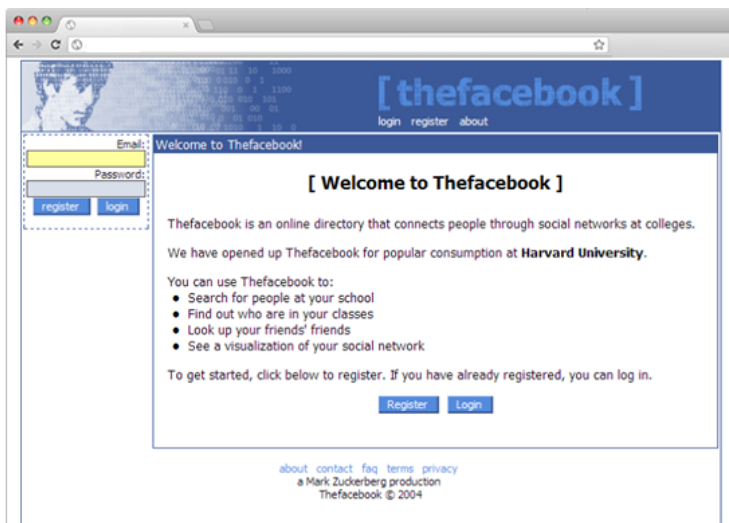 [ thefacebook ]
login register about
Email:
Password:
register login
Welcome to Thefacebook!
[ Welcome to Thefacebook ]
Thefacebook is an online directory that connects people through social networks at colleges.
We have opened up Thefacebook for popular consumption at Harvard University.
You can use Thefacebook to:
• Search for people at your school
• Find out who are in your classes
• Look up your friends' friends
• See a visualization of your social network
To get started, click below to register. If you have already registered, you can log in.
Register Login
about contact faq terms privacy
a Mark Zuckerberg production
Thefacebook © 2004